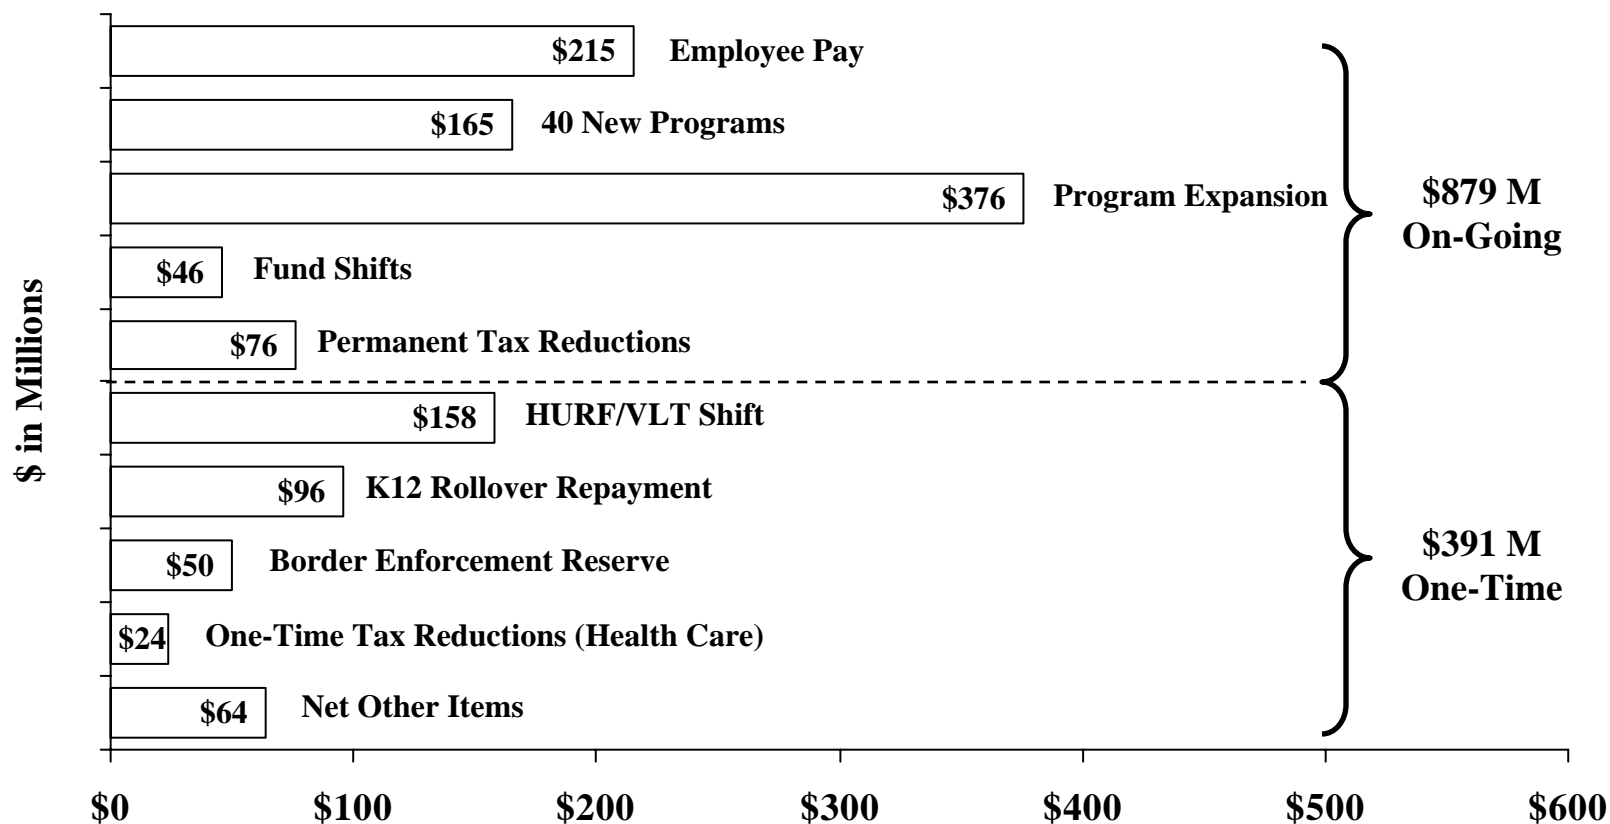 $215 Employee Pay
$165 40 New Programs
$376 Program Expansion
$879 M
On-Going
$46 Fund Shifts
$76 Permanent Tax Reductions
$ in Millions
$158 HURF/VLT Shift
$96 K12 Rollover Repayment
$50 Border Enforcement Reserve
$391 M
One-Time
$24 One-Time Tax Reductions (Health Care)
$64 Net Other Items
$0 $100 $200 $300 $400 $500 $600